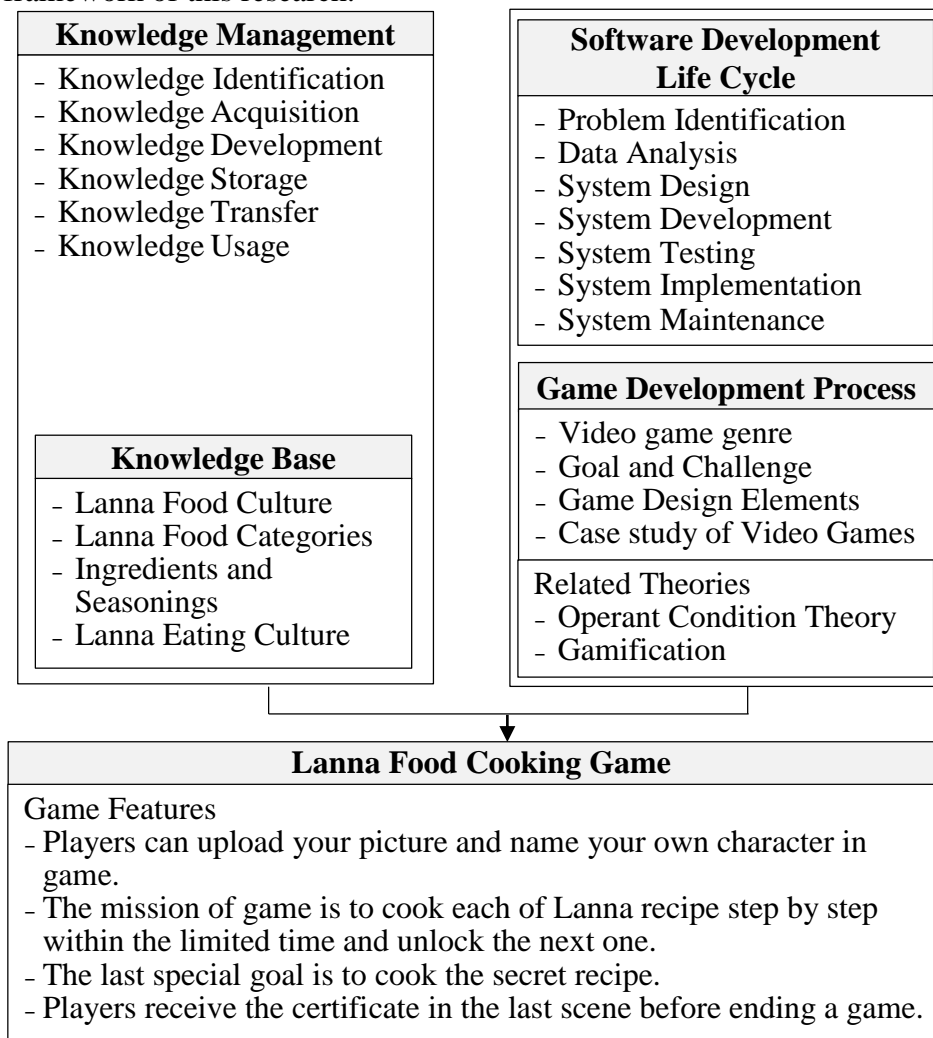 framework of this research.
Knowledge Management
- Knowledge Identification
- Knowledge Acquisition
- Knowledge Development
- Knowledge Storage
- Knowledge Transfer
- Knowledge Usage
Knowledge Base
- Lanna Food Culture
- Lanna Food Categories
- Ingredients and
Seasonings
- Lanna Eating Culture
Software Development
Life Cycle
- Problem Identification
- Data Analysis
- System Design
- System Development
- System Testing
- System Implementation
- System Maintenance
Game Development Process
- Video game genre
- Goal and Challenge
- Game Design Elements
- Case study of Video Games
Related Theories
- Operant Condition Theory
- Gamification
Lanna Food Cooking Game
Game Features
- Players can upload your picture and name your own character in
game.
- The mission of game is to cook each of Lanna recipe step by step
within the limited time and unlock the next one.
- The last special goal is to cook the secret recipe.
- Players receive the certificate in the last scene before ending a game.